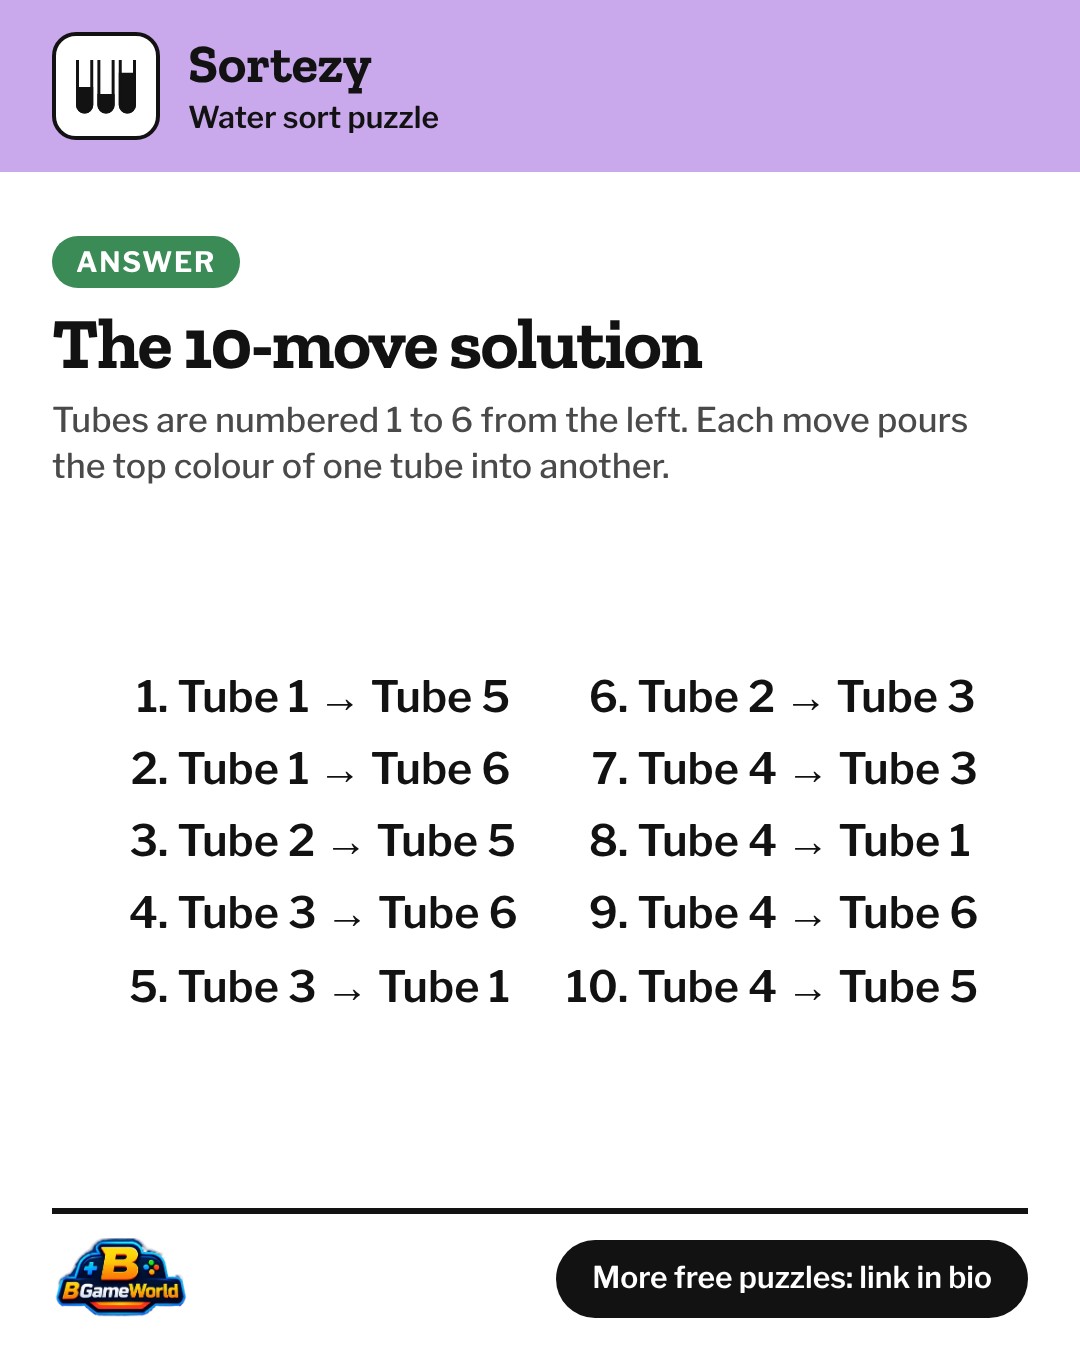 Sortezy
Water sort puzzle
ANSWER
The 10-move solution
Tubes are numbered 1 to 6 from the left. Each move pours
the top colour of one tube into another.
1. Tube 1 → Tube 5
2. Tube 1 → Tube 6
3. Tube 2 → Tube 5
4. Tube 3 → Tube 6
5. Tube 3 → Tube 1
6. Tube 2 → Tube 3
7. Tube 4 → Tube 3
8. Tube 4 → Tube 1
9. Tube 4 → Tube 6
10. Tube 4 → Tube 5
B
BGameWorld
More free puzzles: link in bio